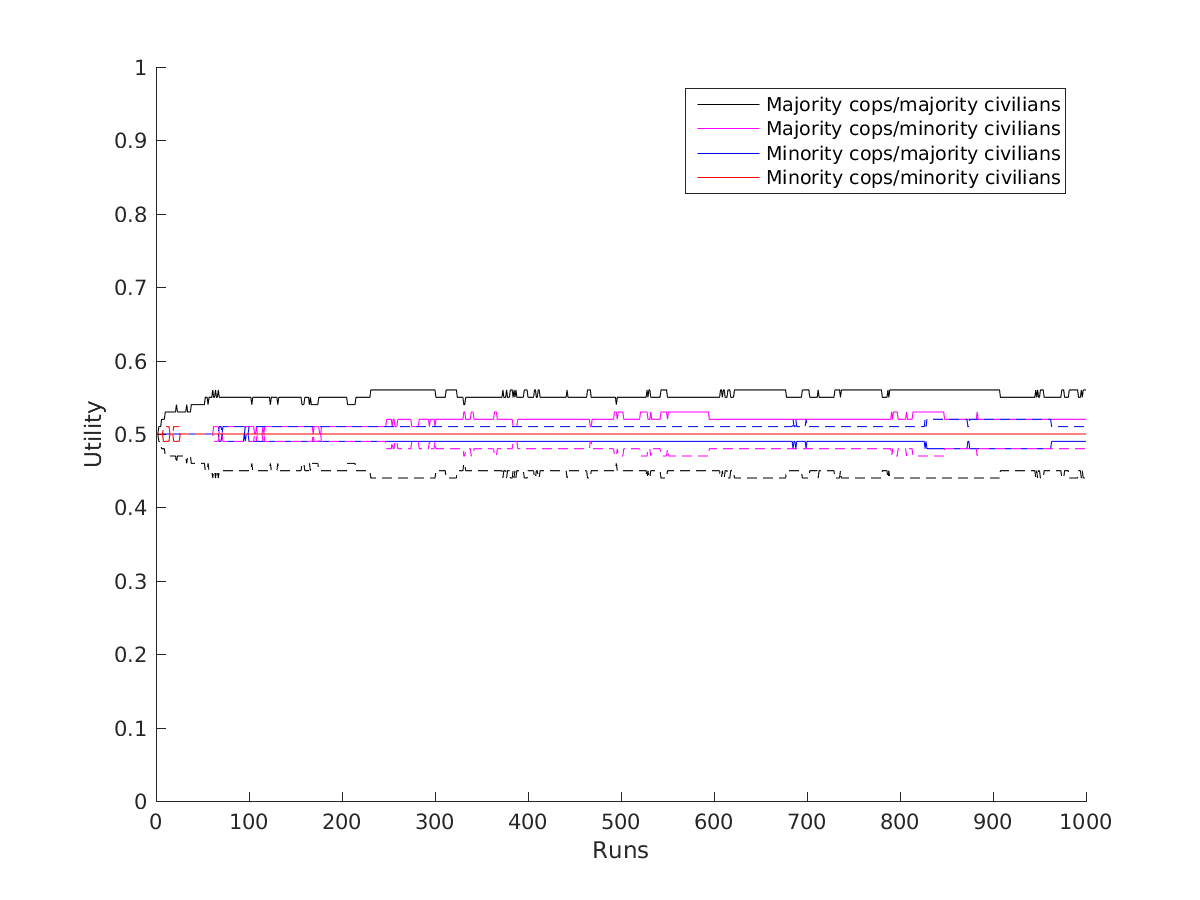 1
0.9
0.8
0.7
0.6
0.5
0.4
0.3
0.2
0.1
0
Utility
Majority cops/majority civilians
Majority cops/minority civilians
Minority cops/majority civilians
Minority cops/minority civilians
0 100 200 300 400 500 600 700 800 900 1000
Runs